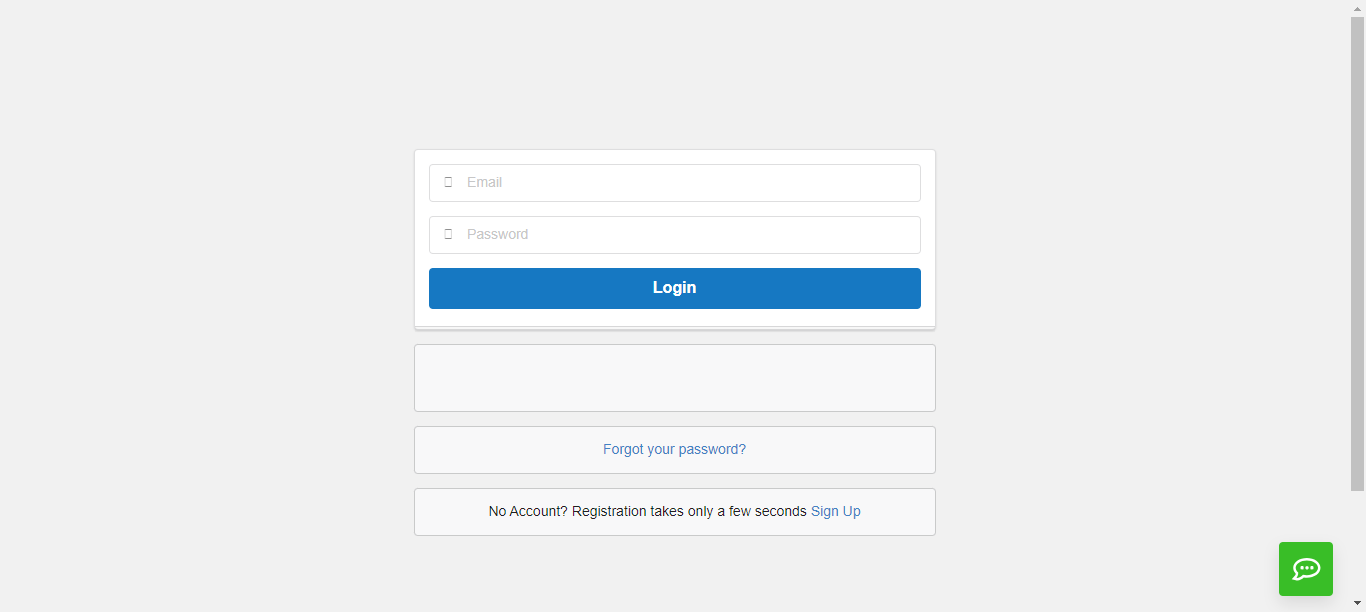 Email
Password
Login
Forgot your password?
No Account? Registration takes only a few seconds Sign Up